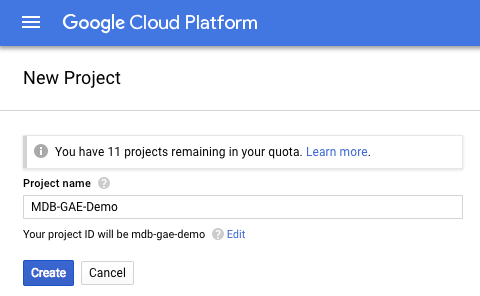 Google Cloud Platform
New Project
You have 11 projects remaining in your quota. Learn more.
Project name ?
MDB-GAE-Demo
Your project ID will be mdb-gae-demo ? Edit
Create Cancel